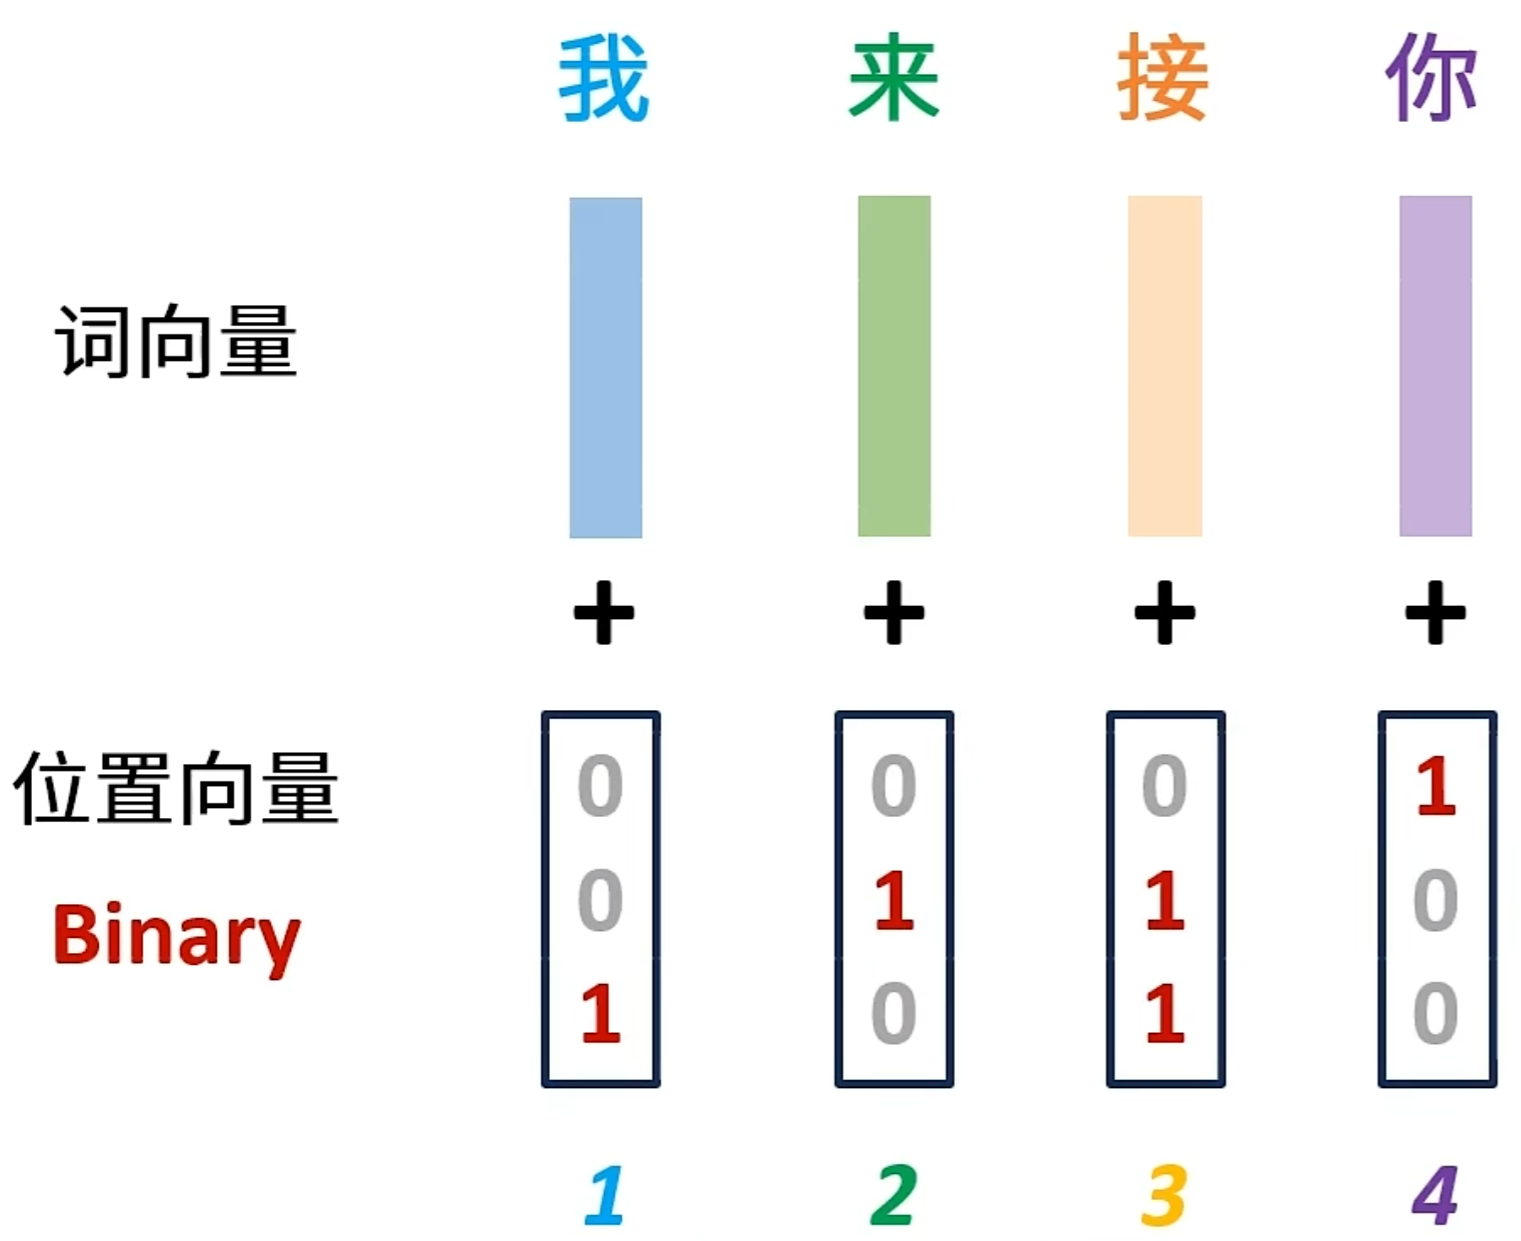 我 来 接 你
词向量
+ + + +
位置向量 0 0 0 1
Binary 0 1 1 0
1 0 1 0
1 2 3 4